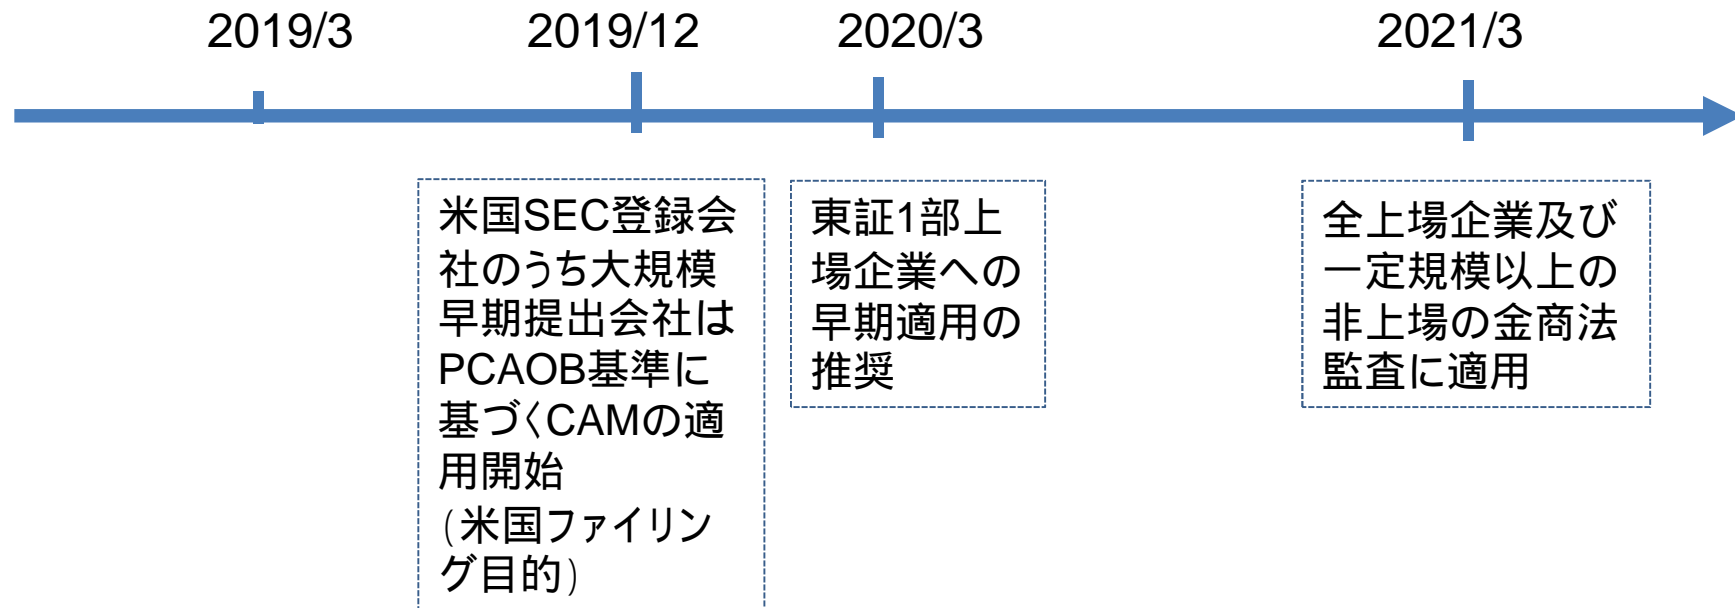 2019/3
2019/12
2020/3
2021/3
米国SEC登録会
社のうち大規模
早期提出会社は
PCAOB基準に
基づくCAMの適
用開始
(米国ファイリン
グ目的)
東証1部上
場企業への
早期適用の
推奨
全上場企業及び
一定規模以上の
非上場の金商法
監査に適用